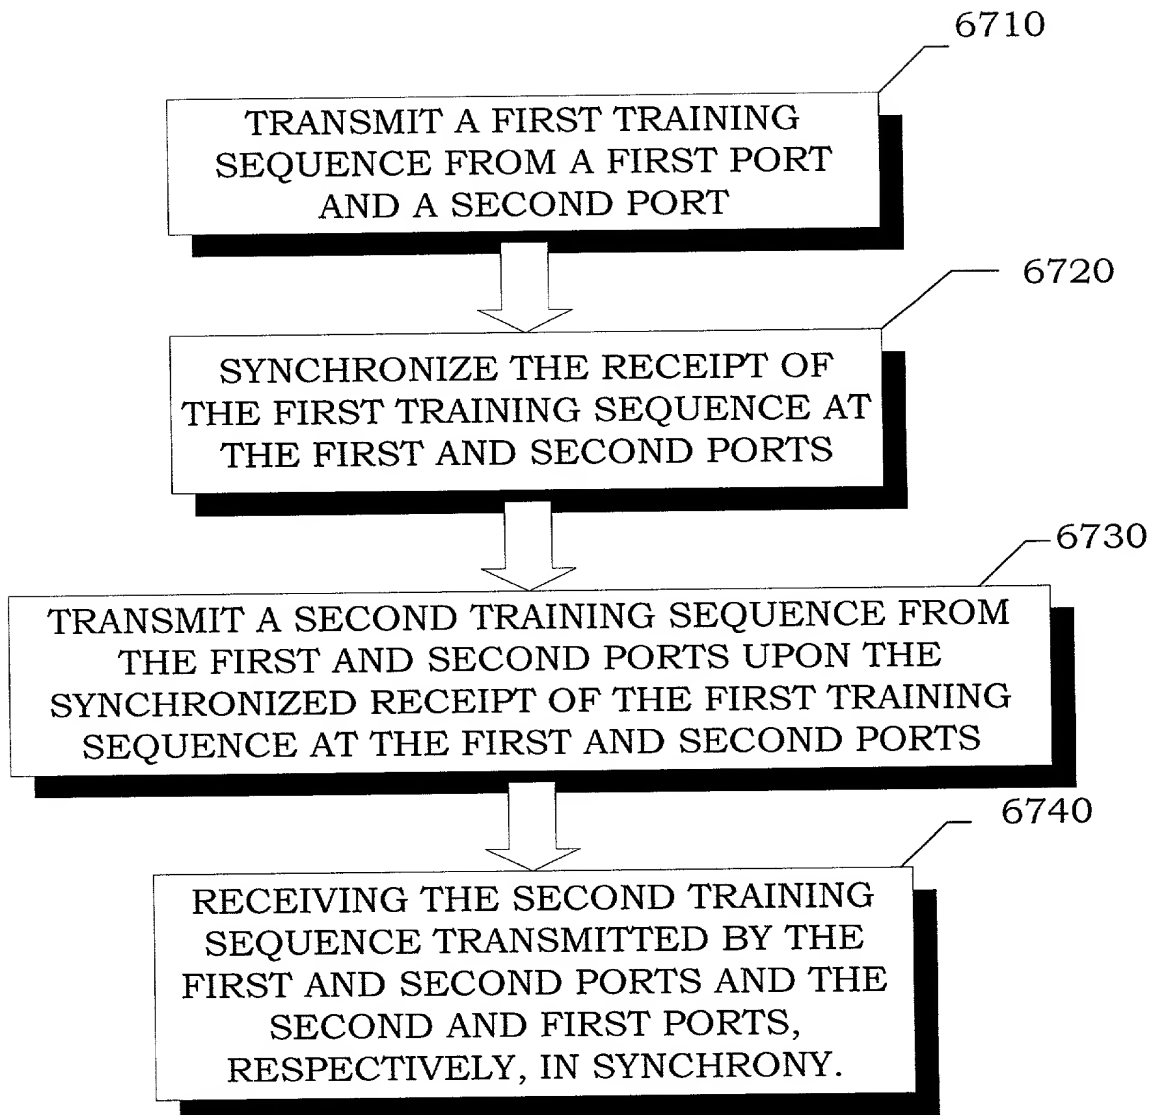 6710
TRANSMIT A FIRST TRAINING
SEQUENCE FROM A FIRST PORT
AND A SECOND PORT
6720
SYNCHRONIZE THE RECEIPT OF
THE FIRST TRAINING SEQUENCE AT
THE FIRST AND SECOND PORTS
6730
TRANSMIT A SECOND TRAINING SEQUENCE FROM
THE FIRST AND SECOND PORTS UPON THE
SYNCHRONIZED RECEIPT OF THE FIRST TRAINING
SEQUENCE AT THE FIRST AND SECOND PORTS
6740
RECEIVING THE SECOND TRAINING
SEQUENCE TRANSMITTED BY THE
FIRST AND SECOND PORTS AND THE
SECOND AND FIRST PORTS,
RESPECTIVELY, IN SYNCHRONY.